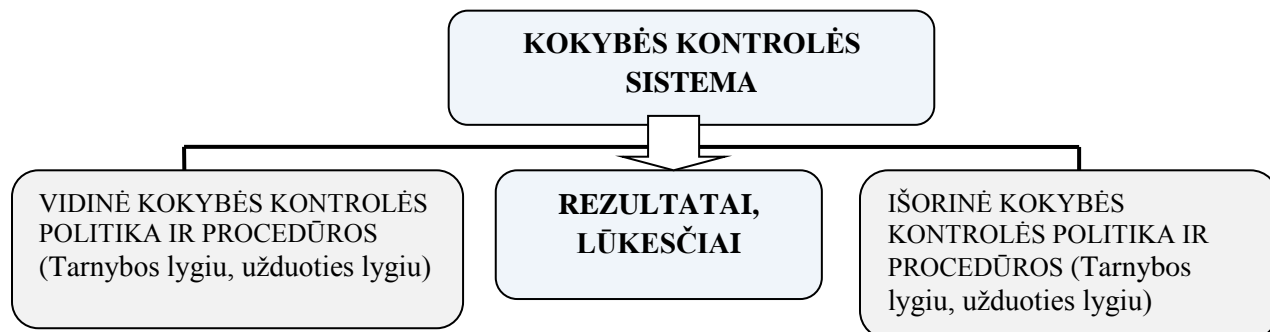 KOKYBĖS KONTROLĖS
SISTEMA
VIDINĖ KOKYBĖS KONTROLĖS
POLITIKA IR PROCEDŪROS
(Tarnybos lygiu, užduoties lygiu)
REZULTATAI,
LŪKESČIAI
IŠORINĖ KOKYBĖS
KONTROLĖS POLITIKA IR
PROCEDŪROS (Tarnybos
lygiu, užduoties lygiu)